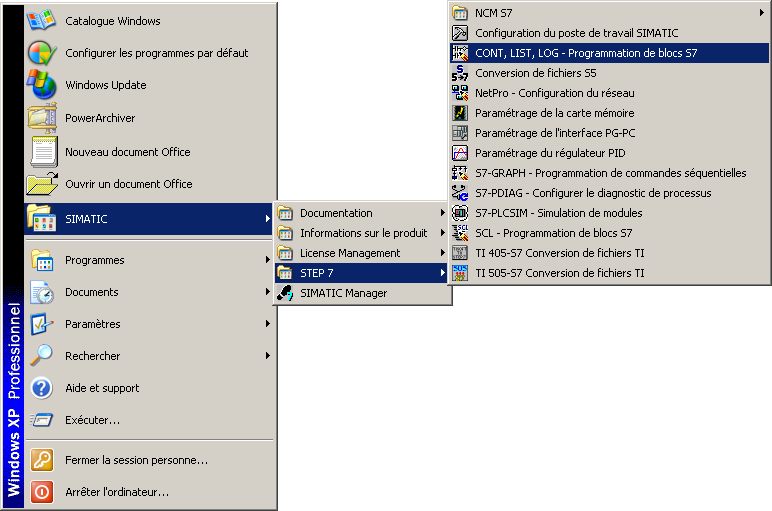 Catalogue Windows
Configurer les programmes par défaut
Windows Update
PowerArchiver
Nouveau document Office
Ouvrir un document Office
SIMATIC
Programmes
Documents
Paramètres
Rechercher
Aide et support
Exécuter...
Fermer la session personne...
Arrêter l'ordinateur...
Windows XP Professionnel
Documentation
Informations sur le produit
License Management
STEP 7
SIMATIC Manager
NCM S7
Configuration du poste de travail SIMATIC
CONT, LIST, LOG - Programmation de blocs S7
Conversion de fichiers S5
NetPro - Configuration du réseau
Paramétrage de la carte mémoire
Paramétrage de l'interface PG-PC
Paramétrage du régulateur PID
S7-GRAPH - Programmation de commandes séquentielles
S7-PDIAG - Configurer le diagnostic de processus
S7-PLCSIM - Simulation de modules
SCL - Programmation de blocs S7
TI 405-S7 Conversion de fichiers TI
TI 505-S7 Conversion de fichiers TI